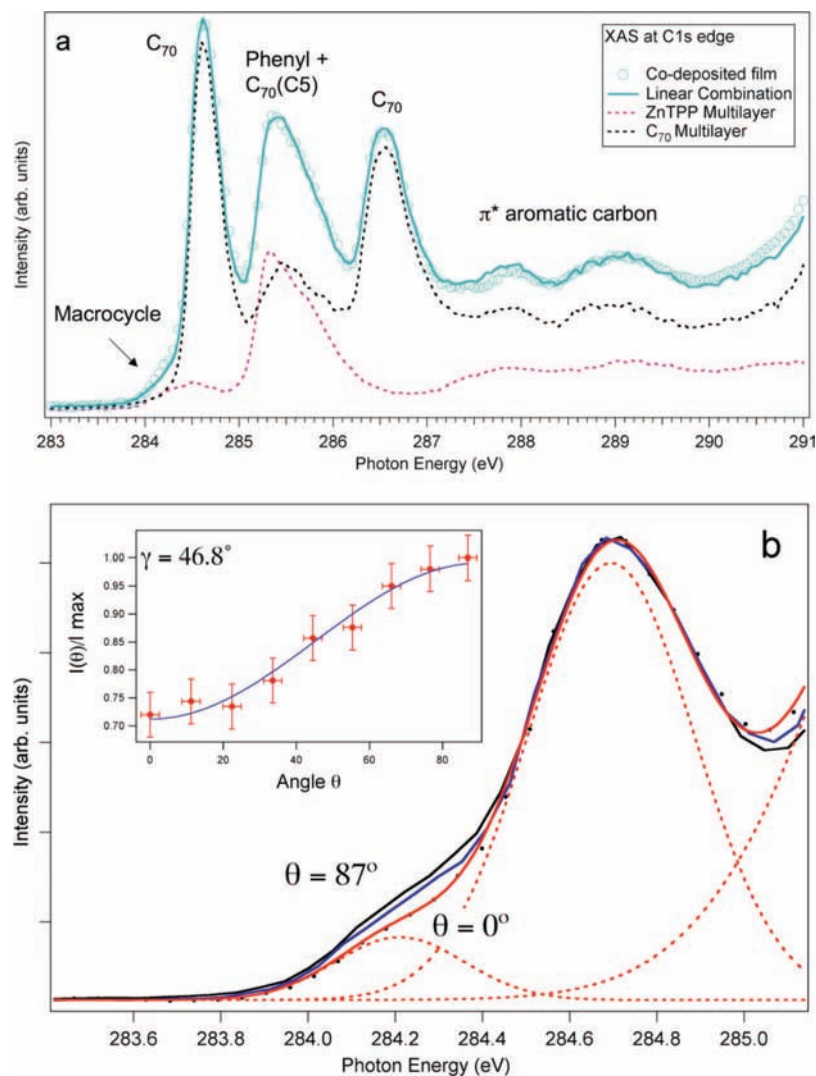 a
C70
Phenyl +
C70(C5)
C70
XAS at C1s edge
Co-deposited film
Linear Combination
ZnTPP Multilayer
C70 Multilayer
π* aromatic carbon
Macrocycle
Intensity (arb. units)
283 284 285 286 287 288 289 290 291
Photon Energy (eV)
b
γ = 46.8°
I(θ)/I max
1.00
0.95
0.90
0.85
0.80
0.75
0.70
0 20 40 60 80
Angle θ
θ = 87°
θ = 0°
Intensity (arb. units)
283.6 283.8 284.0 284.2 284.4 284.6 284.8 285.0
Photon Energy (eV)